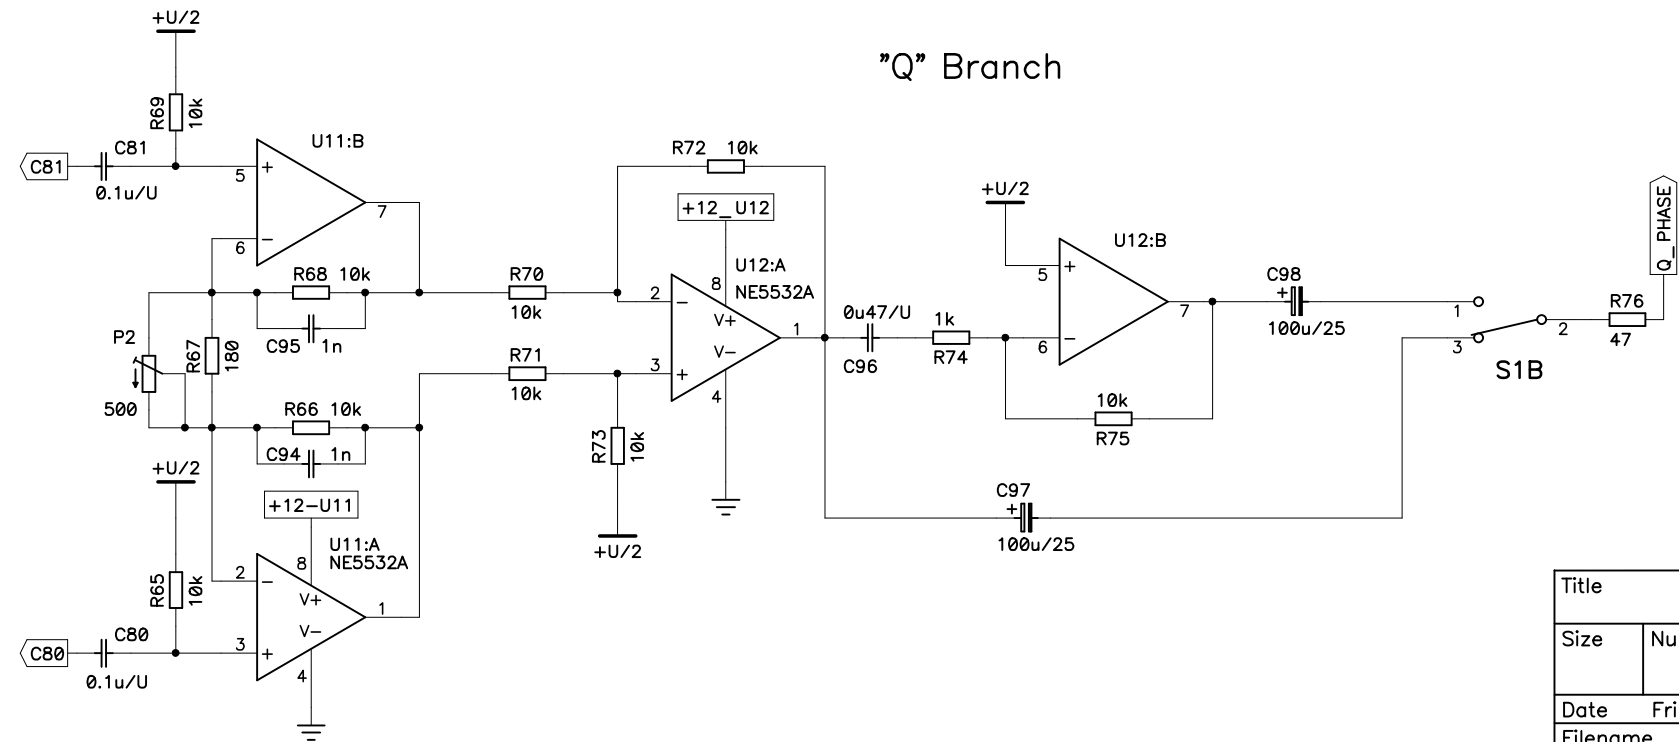 "Q" Branch
+U/2
R69
10k
C81
C81
0.1u/U
U11:B
5
+
6
−
7
R68 10k
C95
1n
P2
500
R67
180
R66 10k
C94
1n
+U/2
+12-U11
U11:A
NE5532A
8
V+
V-
4
2
−
3
+
1
R65
10k
C80
C80
0.1u/U
R70
10k
R71
10k
R72 10k
+12_U12
U12:A
NE5532A
8
V+
V-
4
2
−
3
+
1
R73
10k
+U/2
0u47/U
C96
1k
R74
+U/2
U12:B
5
+
6
−
7
10k
R75
C98
+
100u/25
C97
+
100u/25
1
3
2
S1B
R76
47
Q_PHASE
Title
Size
Nu
Date
Fri
Filename